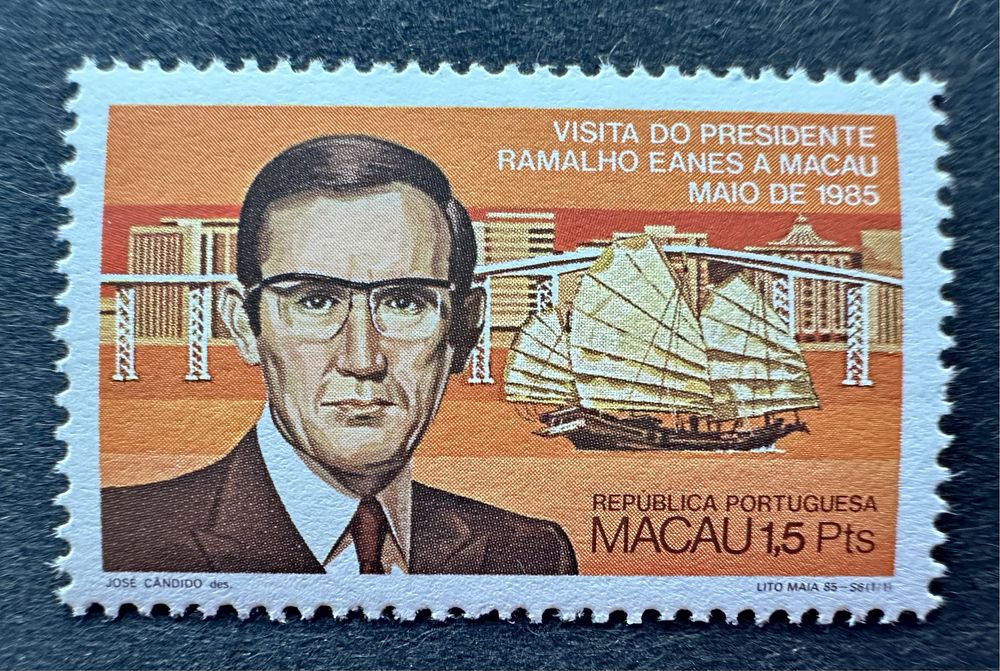 VISITA DO PRESIDENTE
RAMALHO EANES A MACAU
MAIO DE 1985
REPUBLICA PORTUGUESA
MACAU 1,5 Pts
JOSÉ CÂNDIDO des.
LITO MAIA 85